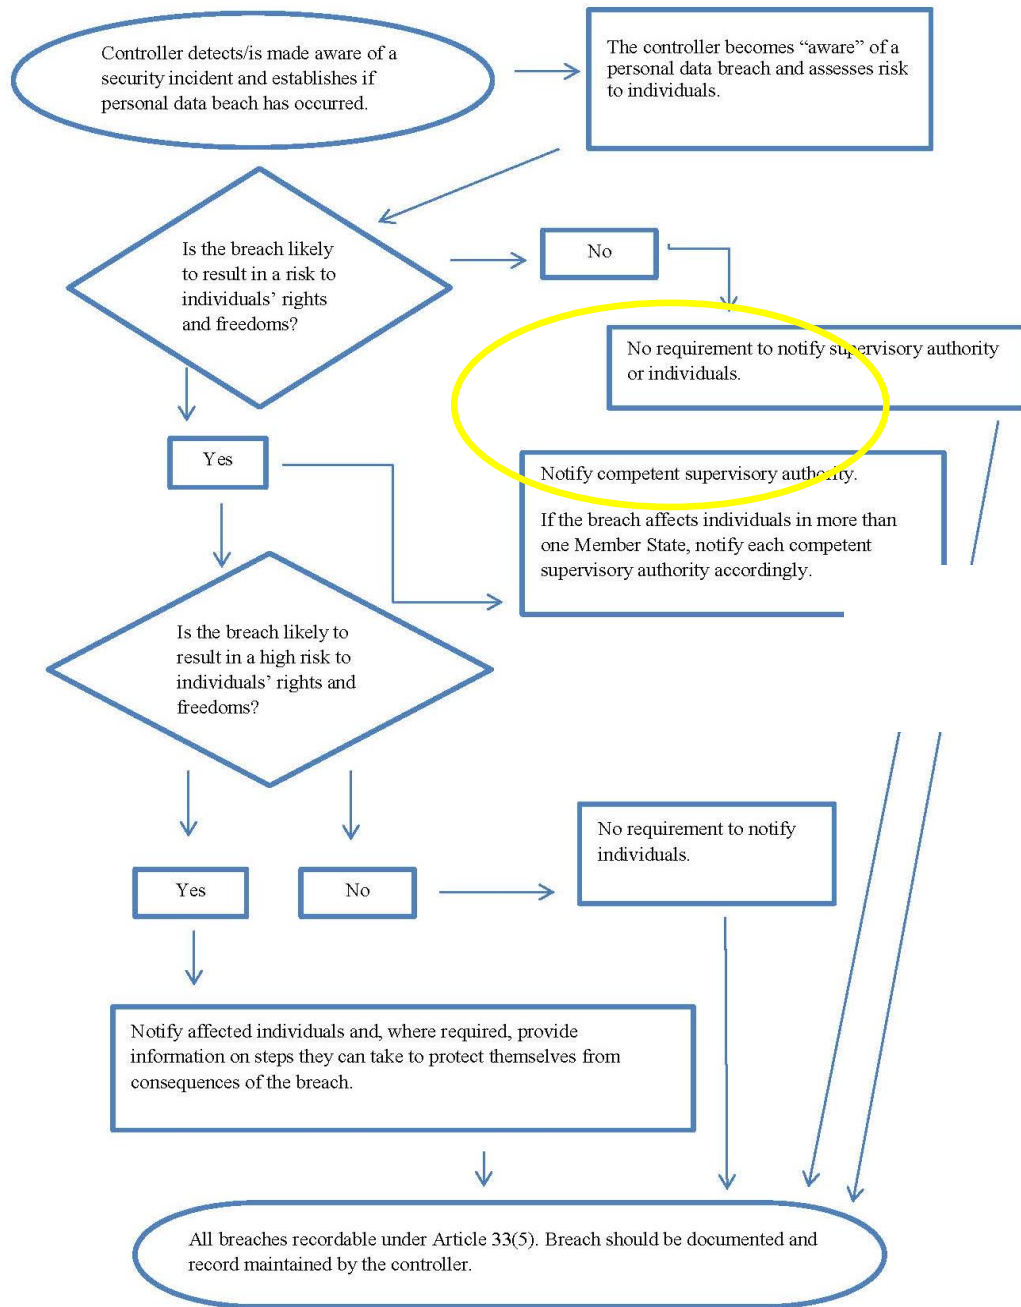 Controller detects/is made aware of a
security incident and establishes if
personal data beach has occurred.
The controller becomes “aware” of a
personal data breach and assesses risk
to individuals.
Is the breach likely
to result in a risk to
individuals’ rights
and freedoms?
No
No requirement to notify supervisory authority
or individuals.
Yes
Notify competent supervisory authority.
If the breach affects individuals in more than
one Member State, notify each competent
supervisory authority accordingly.
Is the breach likely to
result in a high risk to
individuals’ rights and
freedoms?
Yes
No
No requirement to notify
individuals.
Notify affected individuals and, where required, provide
information on steps they can take to protect themselves from
consequences of the breach.
All breaches recordable under Article 33(5). Breach should be documented and
record maintained by the controller.